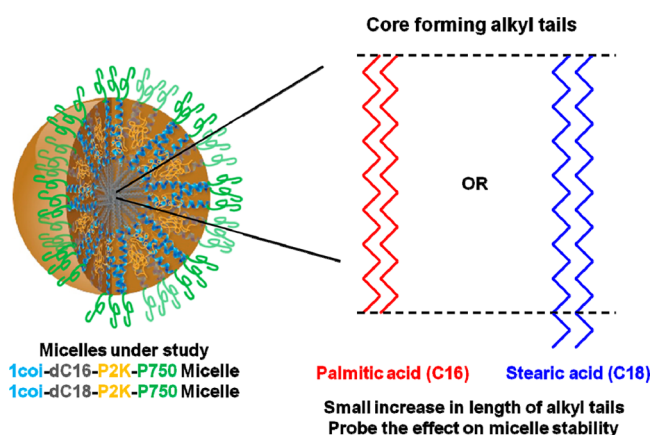 Core forming alkyl tails
OR
Micelles under study
1coi-dC16-P2K-P750 Micelle
1coi-dC18-P2K-P750 Micelle
Palmitic acid (C16)
Stearic acid (C18)
Small increase in length of alkyl tails
Probe the effect on micelle stability